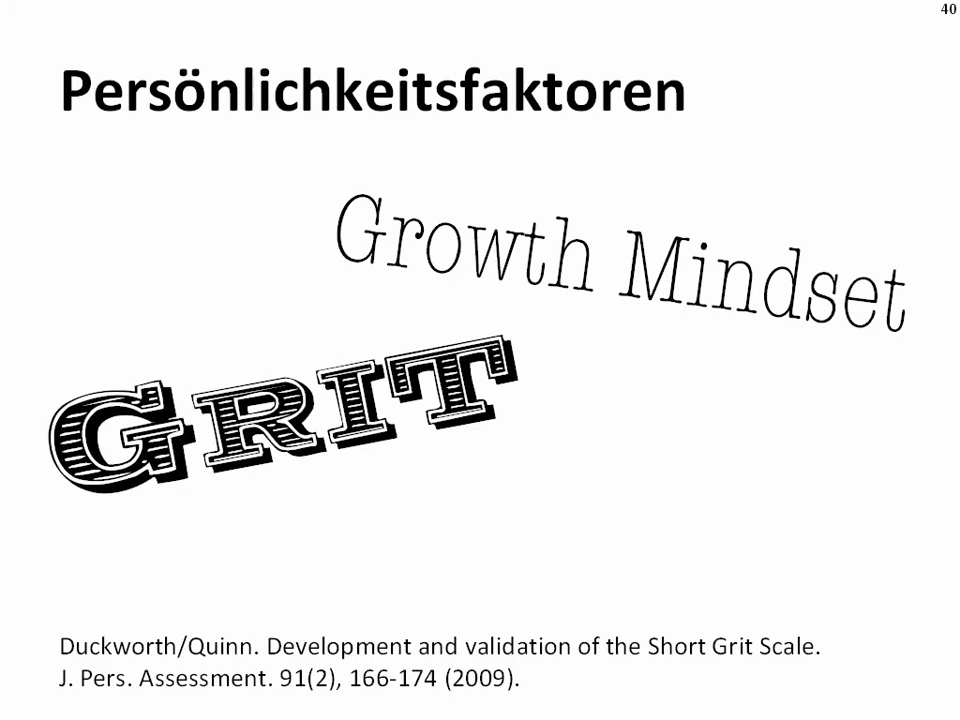 40
Persönlichkeitsfaktoren
Growth Mindset
GRIT
Duckworth/Quinn. Development and validation of the Short Grit Scale.
J. Pers. Assessment. 91(2), 166-174 (2009).